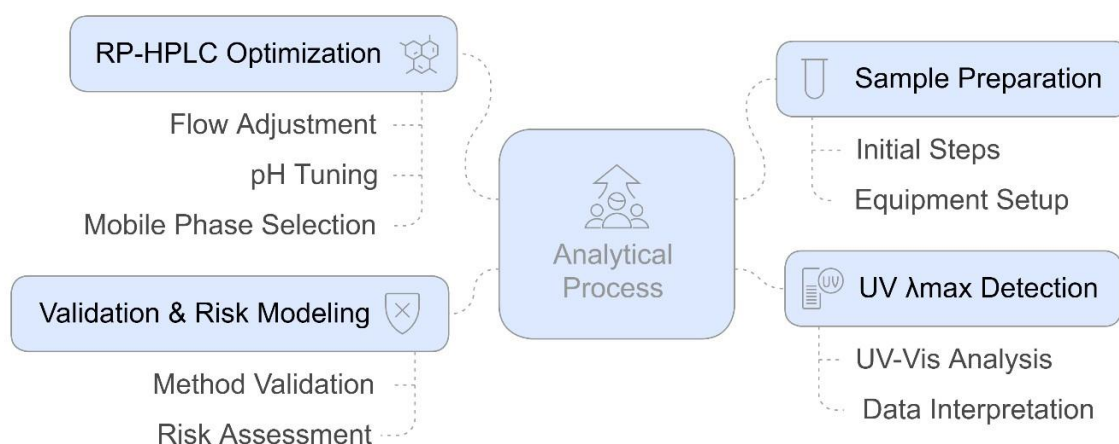 RP-HPLC Optimization
Flow Adjustment
pH Tuning
Mobile Phase Selection
Validation & Risk Modeling
Method Validation
Risk Assessment
Analytical
Process
Sample Preparation
Initial Steps
Equipment Setup
UV
UV λmax Detection
UV-Vis Analysis
Data Interpretation